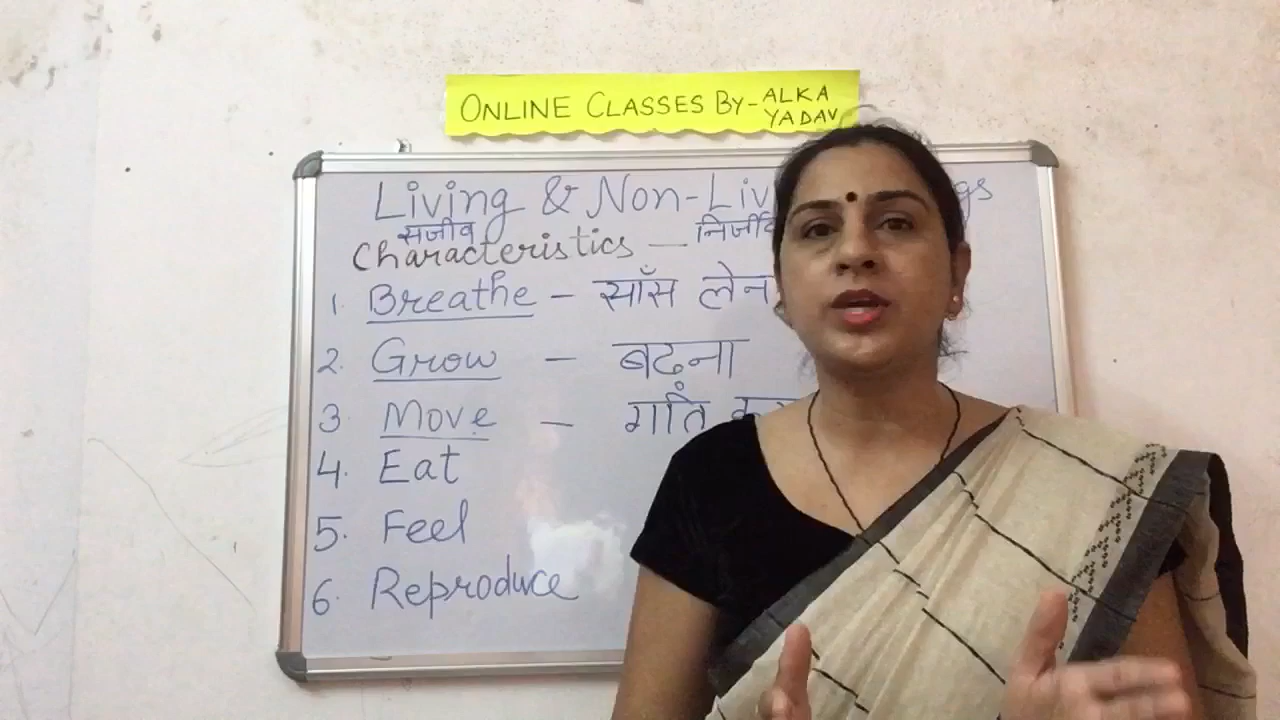 ONLINE CLASSES BY- ALKA
YADAV
Living & Non-Liv gs
सजीव निर्जीव
Characteristics —
1. Breathe - साँस लेन
2. Grow - बढ़ना
3. Move - गति
4. Eat
5. Feel
6. Reproduce